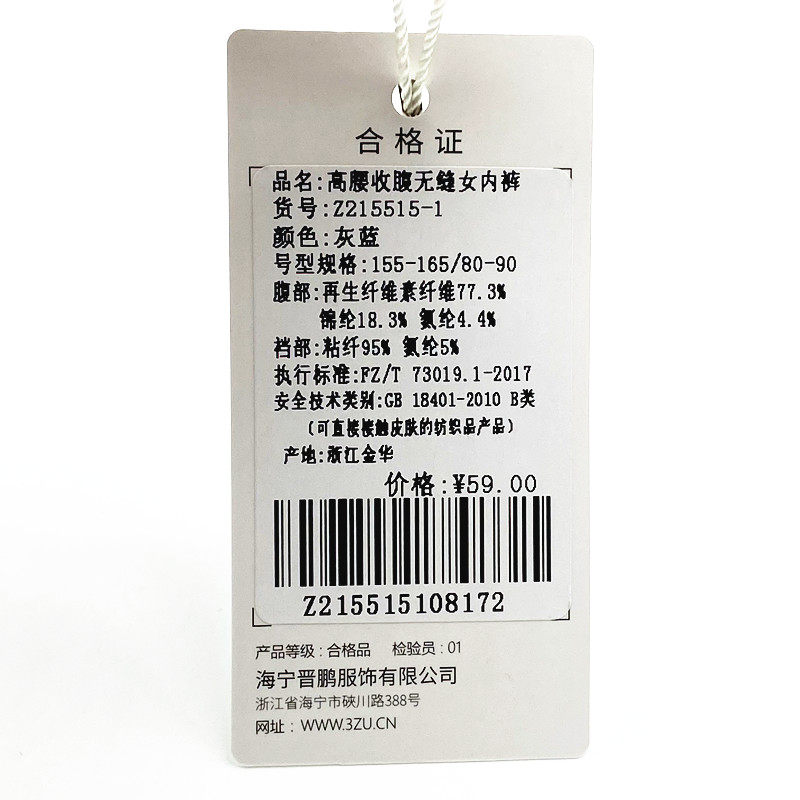 合格证
品名:高腰收腹无缝女内裤
货号:Z215515-1
颜色:灰蓝
号型规格:155-165/80-90
腹部:再生纤维素纤维77.3%
锦纶18.3% 氨纶4.4%
裆部:粘纤95% 氨纶5%
执行标准:FZ/T 73019.1-2017
安全技术类别:GB 18401-2010 B类
(可直接接触皮肤的纺织品产品)
产地:浙江金华
价格:¥59.00
Z215515108172
产品等级:合格品 检验员:01
海宁晋鹏服饰有限公司
浙江省海宁市硖川路388号
网址:WWW.3ZU.CN